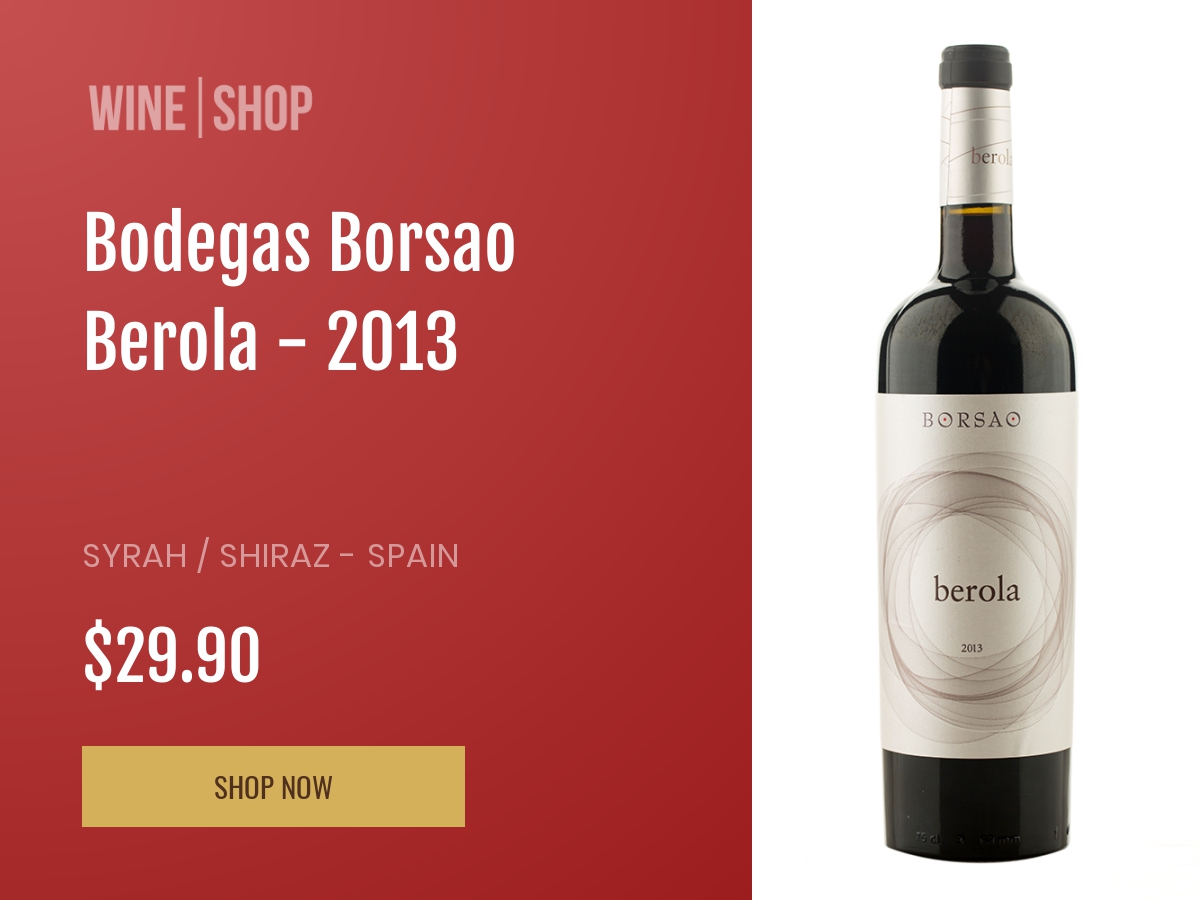 WINE|SHOP
Bodegas Borsao
Berola - 2013
SYRAH / SHIRAZ - SPAIN
$29.90
SHOP NOW
berola
BORSAO
berola
2013